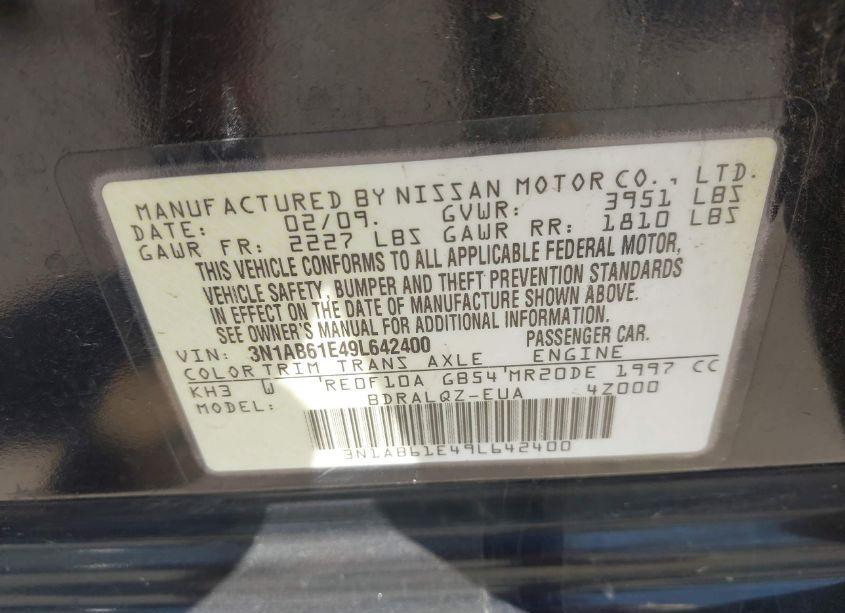 MANUFACTURED BY NISSAN MOTOR CO., LTD.
DATE: 02/09. GVWR: 3951 LBS
GAWR FR: 2227 LBS GAWR RR: 1810 LBS
THIS VEHICLE CONFORMS TO ALL APPLICABLE FEDERAL MOTOR
VEHICLE SAFETY, BUMPER AND THEFT PREVENTION STANDARDS
IN EFFECT ON THE DATE OF MANUFACTURE SHOWN ABOVE.
SEE OWNER'S MANUAL FOR ADDITIONAL INFORMATION.
VIN: 3N1AB61E49L642400 PASSENGER CAR.
COLOR TRIM TRANS AXLE ENGINE
KH3 W RE0F10A GB54 MR20DE 1997 CC
MODEL: BDRALQZ-EUA 4Z000
3N1AB61E49L642400